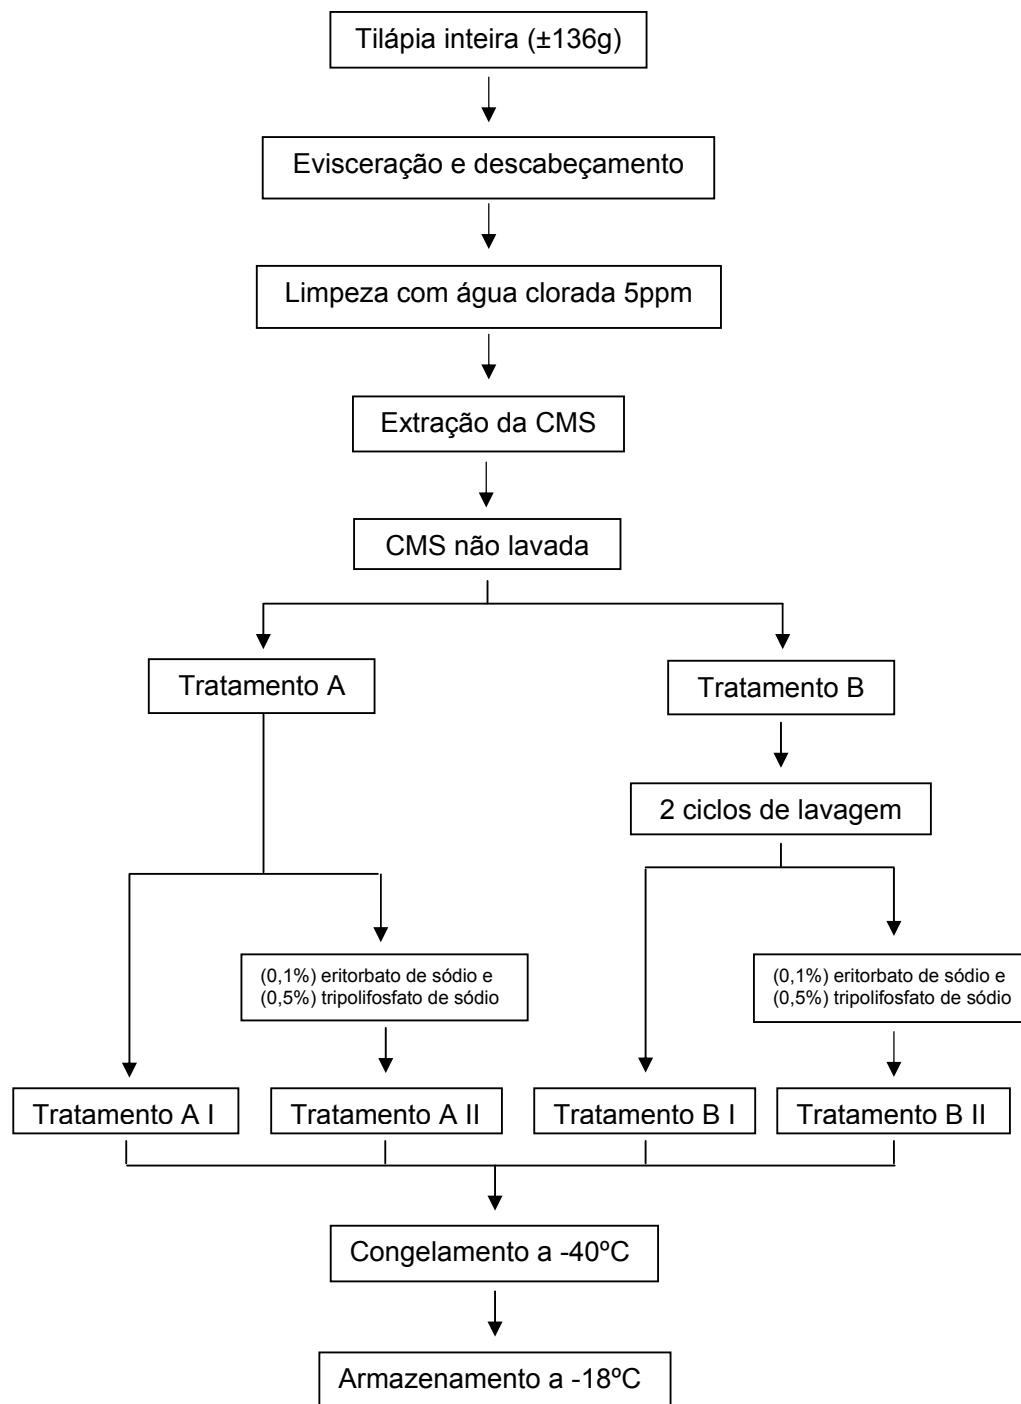 Tilápia inteira (±136g)
Evisceração e descabeçamento
Limpeza com água clorada 5ppm
Extração da CMS
CMS não lavada
Tratamento A
Tratamento B
2 ciclos de lavagem
(0,1%) eritorbato de sódio e
(0,5%) tripolifosfato de sódio
(0,1%) eritorbato de sódio e
(0,5%) tripolifosfato de sódio
Tratamento A I
Tratamento A II
Tratamento B I
Tratamento B II
Congelamento a -40ºC
Armazenamento a -18ºC